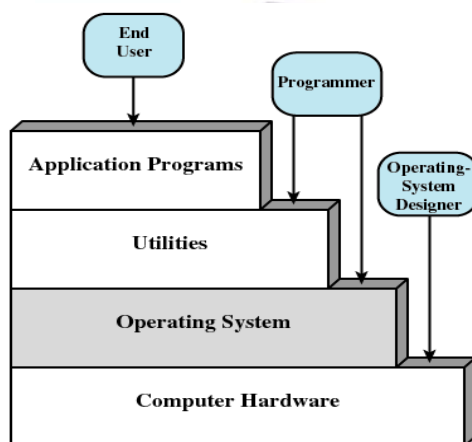 End
User
Programmer
Application Programs
Operating-
System
Designer
Utilities
Operating System
Computer Hardware